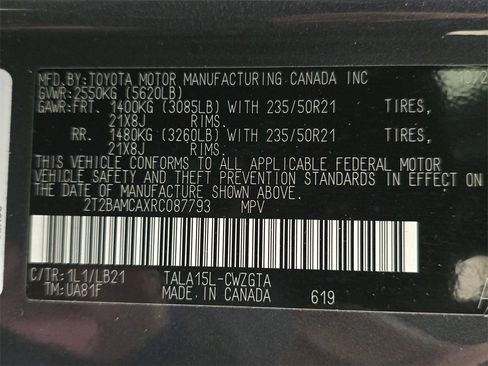 MFD.BY:TOYOTA MOTOR MANUFACTURING CANADA INC 10/2
GVWR:2550KG (5620LB)
GAWR:FRT. 1400KG (3085LB) WITH 235/50R21 TIRES,
21X8J RIMS.
RR. 1480KG (3260LB) WITH 235/50R21 TIRES,
21X8J RIMS.
THIS VEHICLE CONFORMS TO ALL APPLICABLE FEDERAL MOTOR
VEHICLE SAFETY AND THEFT PREVENTION STANDARDS IN EFFECT ON
THE DATE OF MANUFACTURE SHOWN ABOVE.
2T2BAMCAXRC087793 MPV
C/TR:1L1/LB21 TALA15L-CWZGTA
TM:UA81F MADE IN CANADA 619